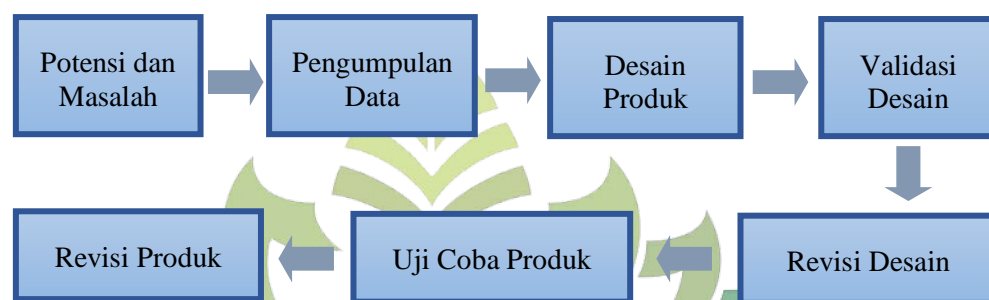 Potensi dan
Masalah
Pengumpulan
Data
Desain
Produk
Validasi
Desain
Revisi Desain
Uji Coba Produk
Revisi Produk